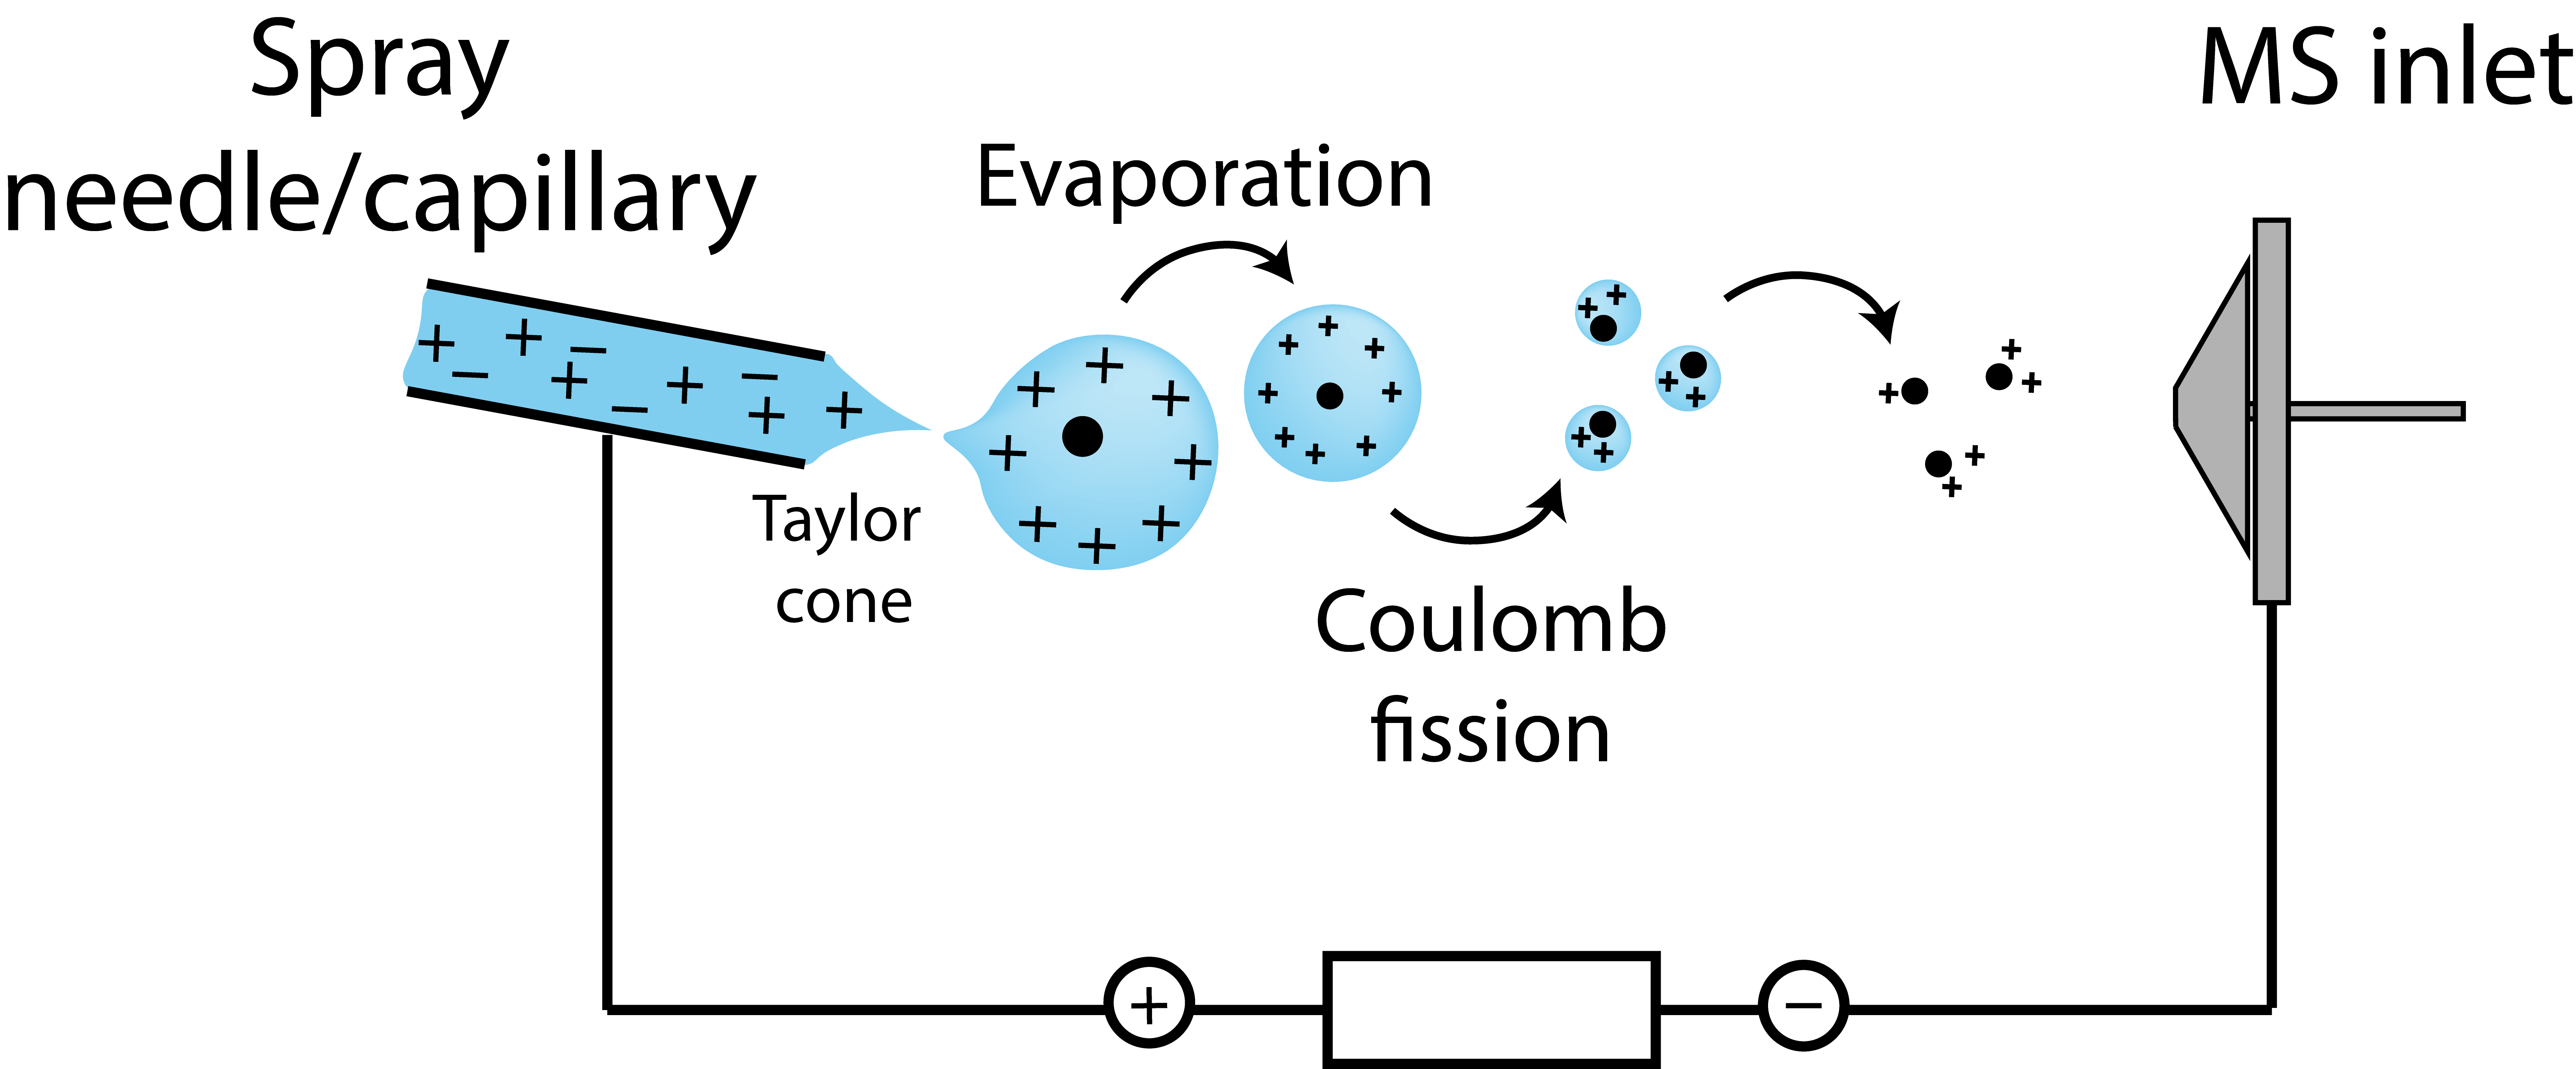 Spray
needle/capillary
MS inlet
Evaporation
Taylor
cone
Coulomb
fission